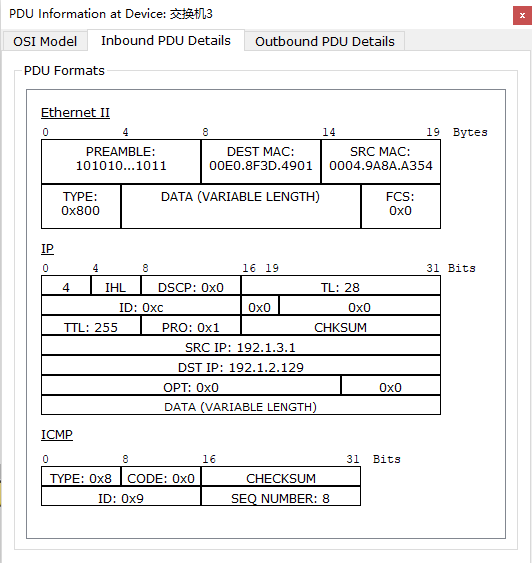 PDU Information at Device: 交换机3
x
OSI Model Inbound PDU Details Outbound PDU Details
PDU Formats
Ethernet II
0 4 8 14 19 Bytes
PREAMBLE: DEST MAC: SRC MAC:
101010...1011 00E0.8F3D.4901 0004.9A8A.A354
TYPE: DATA (VARIABLE LENGTH) FCS:
0x800 0x0
IP
0 4 8 16 19 31 Bits
4 IHL DSCP: 0x0 TL: 28
ID: 0xc 0x0 0x0
TTL: 255 PRO: 0x1 CHKSUM
SRC IP: 192.1.3.1
DST IP: 192.1.2.129
OPT: 0x0 0x0
DATA (VARIABLE LENGTH)
ICMP
0 8 16 31 Bits
TYPE: 0x8 CODE: 0x0 CHECKSUM
ID: 0x9 SEQ NUMBER: 8